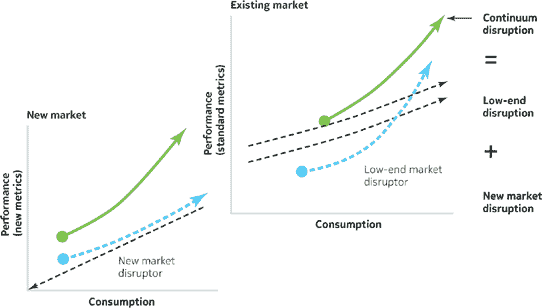 Existing market
Continuum
disruption
=
Low-end
disruption
+
New market
disruption
Performance
(standard metrics)
Low-end market
disruptor
Consumption
New market
Performance
(new metrics)
New market
disruptor
Consumption